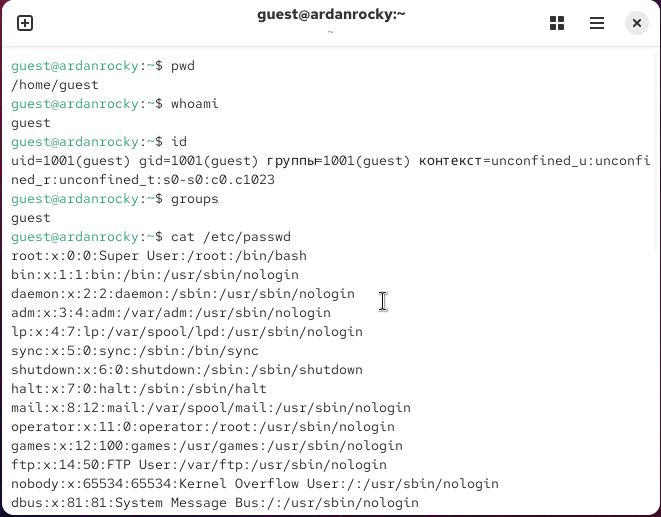 guest@ardanrocky:~
~
guest@ardanrocky:~$ pwd
/home/guest
guest@ardanrocky:~$ whoami
guest
guest@ardanrocky:~$ id
uid=1001(guest) gid=1001(guest) группы=1001(guest) контекст=unconfined_u:unconfi
ned_r:unconfined_t:s0-s0:c0.c1023
guest@ardanrocky:~$ groups
guest
guest@ardanrocky:~$ cat /etc/passwd
root:x:0:0:Super User:/root:/bin/bash
bin:x:1:1:bin:/bin:/usr/sbin/nologin
daemon:x:2:2:daemon:/sbin:/usr/sbin/nologin
adm:x:3:4:adm:/var/adm:/usr/sbin/nologin
lp:x:4:7:lp:/var/spool/lpd:/usr/sbin/nologin
sync:x:5:0:sync:/sbin:/bin/sync
shutdown:x:6:0:shutdown:/sbin:/sbin/shutdown
halt:x:7:0:halt:/sbin:/sbin/halt
mail:x:8:12:mail:/var/spool/mail:/usr/sbin/nologin
operator:x:11:0:operator:/root:/usr/sbin/nologin
games:x:12:100:games:/usr/games:/usr/sbin/nologin
ftp:x:14:50:FTP User:/var/ftp:/usr/sbin/nologin
nobody:x:65534:65534:Kernel Overflow User:/:/usr/sbin/nologin
dbus:x:81:81:System Message Bus:/:/usr/sbin/nologin